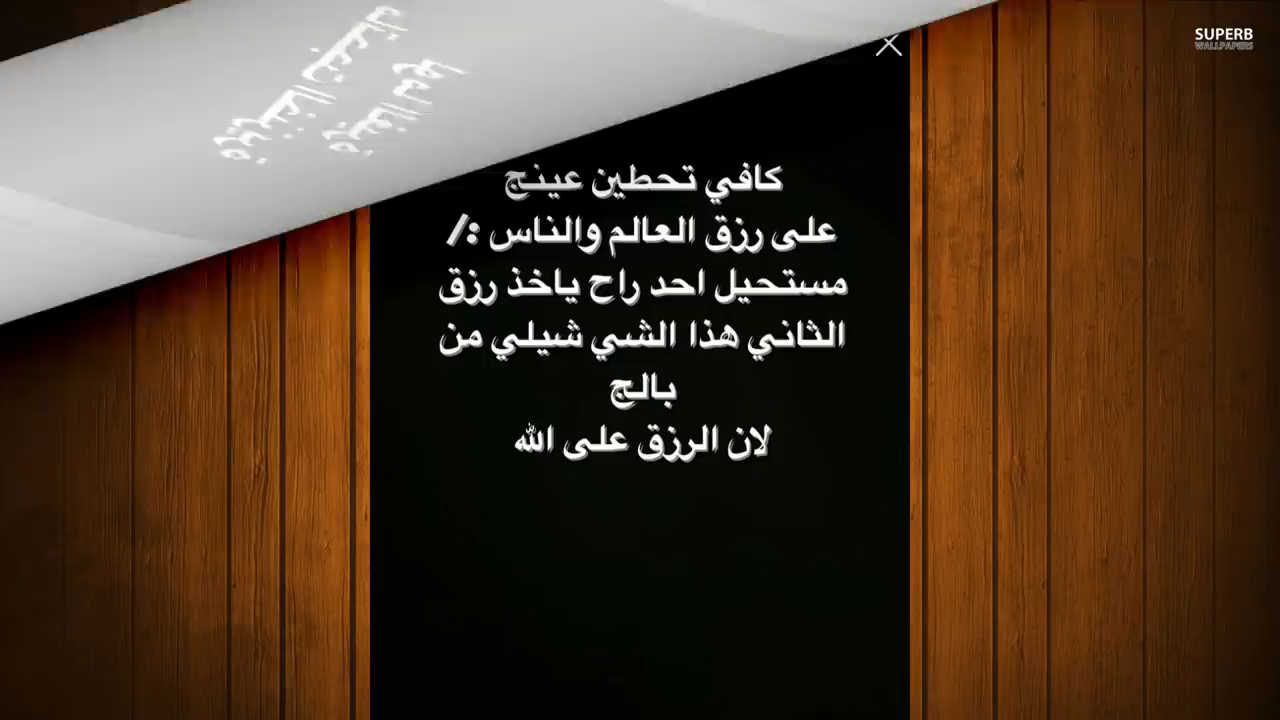 SUPERB
WALLPAPERS
كافي تحطين عينج
على رزق العالم والناس :/
مستحيل احد راح ياخذ رزق
الثاني هذا الشي شيلي من
بالج
لان الرزق على الله